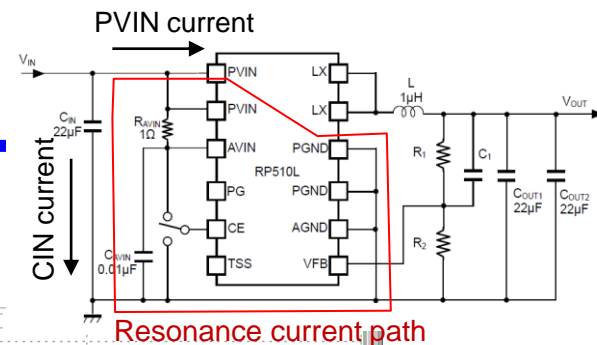 PVIN current
VIN
PVIN
LX
L
1μH
VOUT
CIN
22μF
RAVIN
1Ω
PVIN
LX
AVIN
PGND
RP510L
R1
C1
CIN current
PG
PGND
COUT1
22μF
COUT2
22μF
CE
AGND
R2
CAVIN
0.01μF
TSS
VFB
Resonance current path